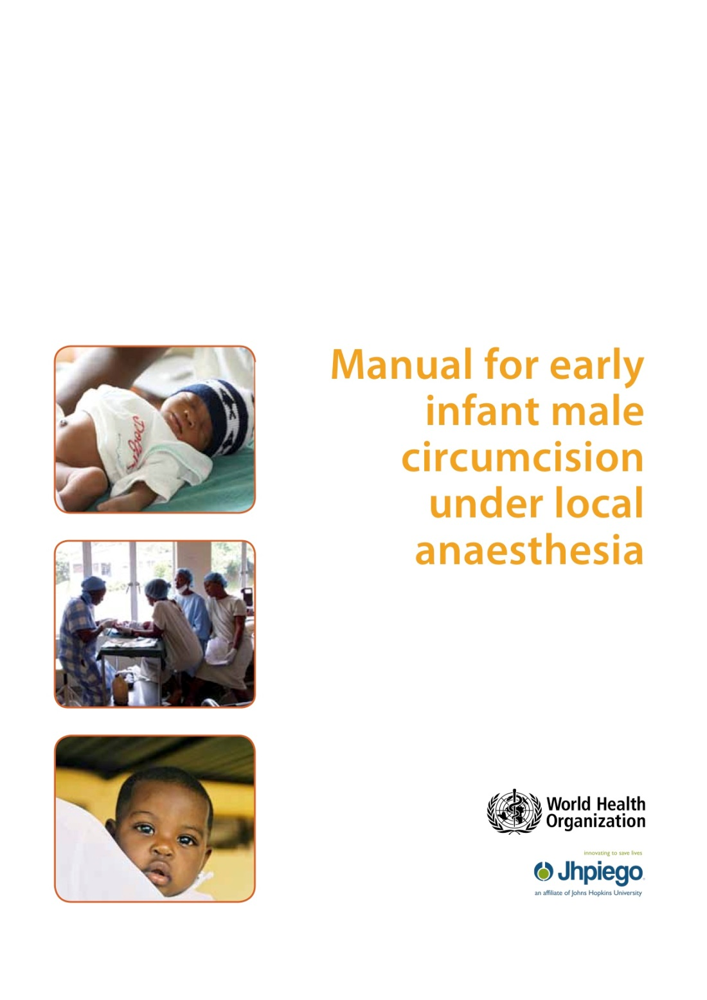 Manual for early
infant male
circumcision
under local
anaesthesia
World Health
Organization
innovating to save lives
Jhpiego
an affiliate of Johns Hopkins University